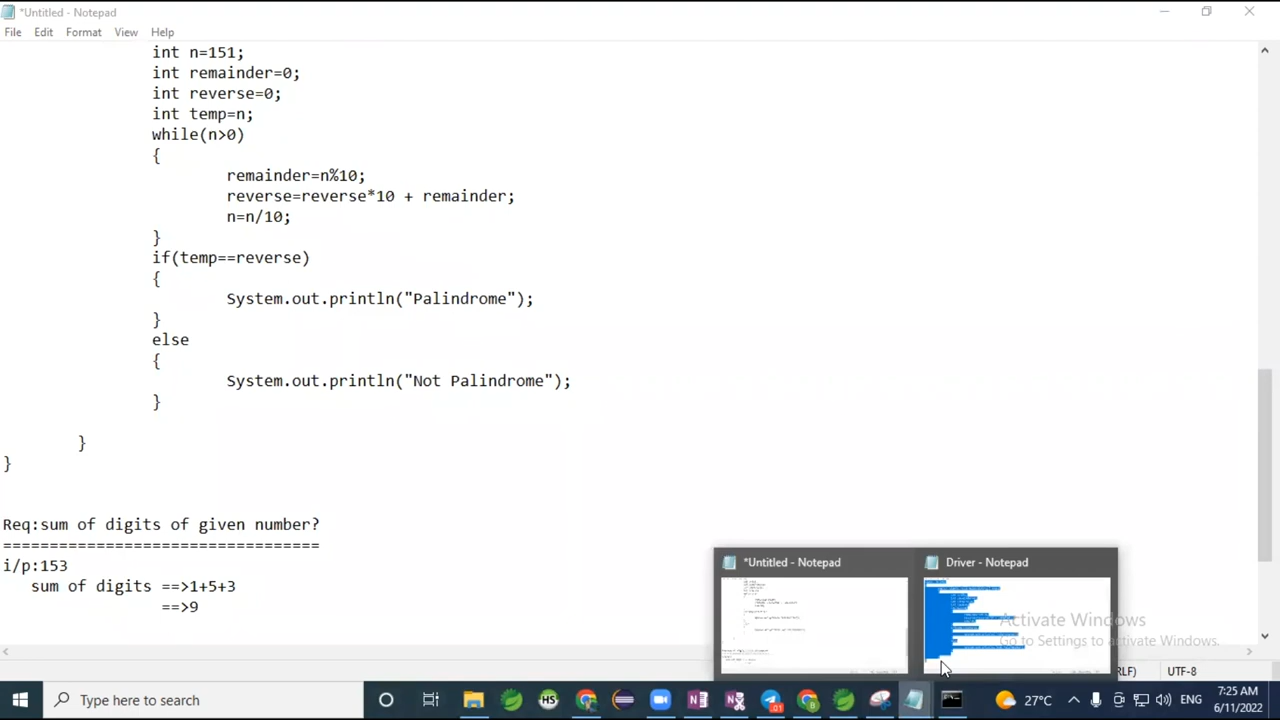 *Untitled - Notepad
File Edit Format View Help
int n=151;
int remainder=0;
int reverse=0;
int temp=n;
while(n>0)
{
remainder=n%10;
reverse=reverse*10 + remainder;
n=n/10;
}
if(temp==reverse)
{
System.out.println("Palindrome");
}
else
{
System.out.println("Not Palindrome");
}
}
}
Req:sum of digits of given number?
==================================
i/p:153
sum of digits ==>1+5+3
==>9
*Untitled - Notepad
Driver - Notepad
Activate Windows
Go to Settings to activate Windows.
RLF) UTF-8
Type here to search
HS
01
27°C
ENG
7:25 AM
6/11/2022